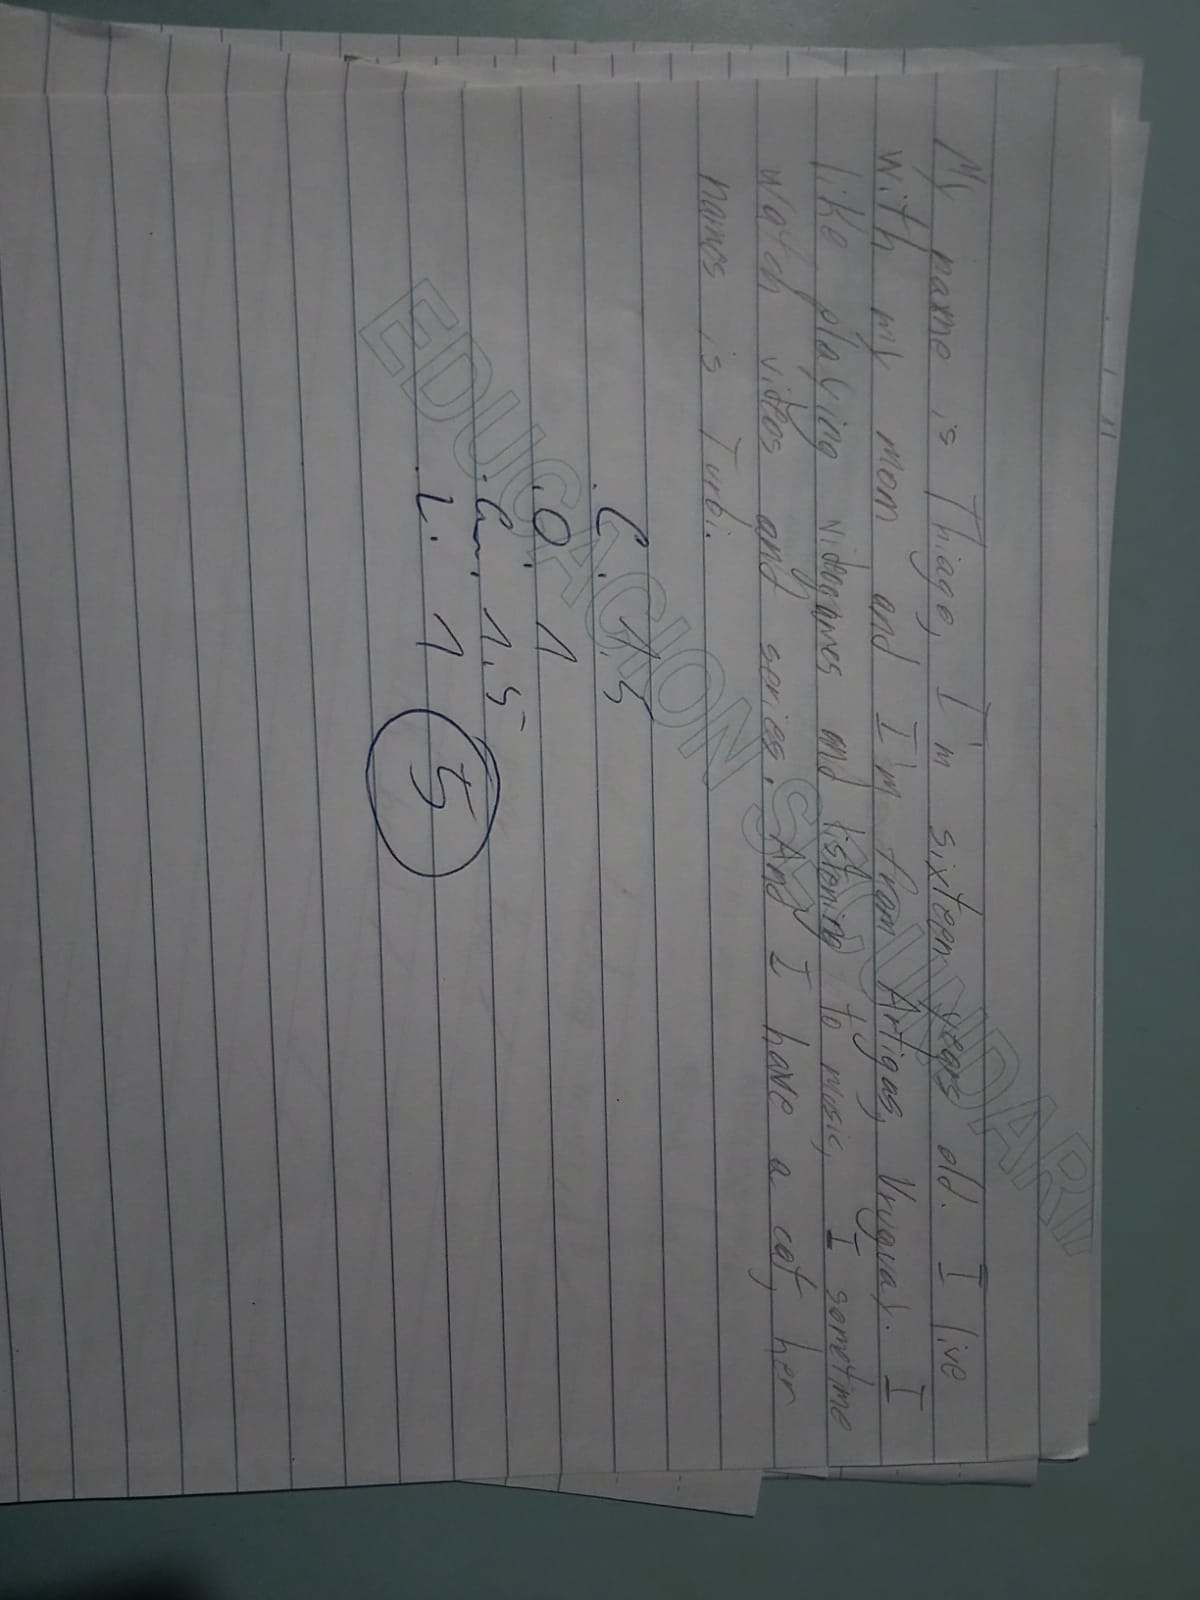 My name is Thiago, I'm sixteen years old. I live
with my mom and I'm from Artigas, Uruguay. I
like playing videogames and listening to music, I sometime
watch videos and series. And I have a cat, her
names is Turbi.
.C. 1.5
.O. 1
1.5
.L. 1
5
EDUCACION SECUNDARIA